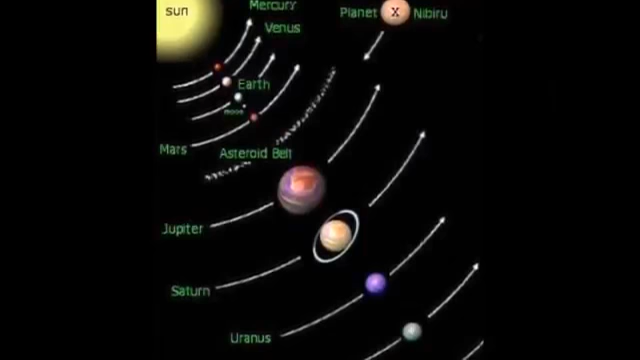 sun
Mercury
Planet X Nibiru
Venus
Earth
moon
Mars
Asteroid Belt
Jupiter
Saturn
Uranus